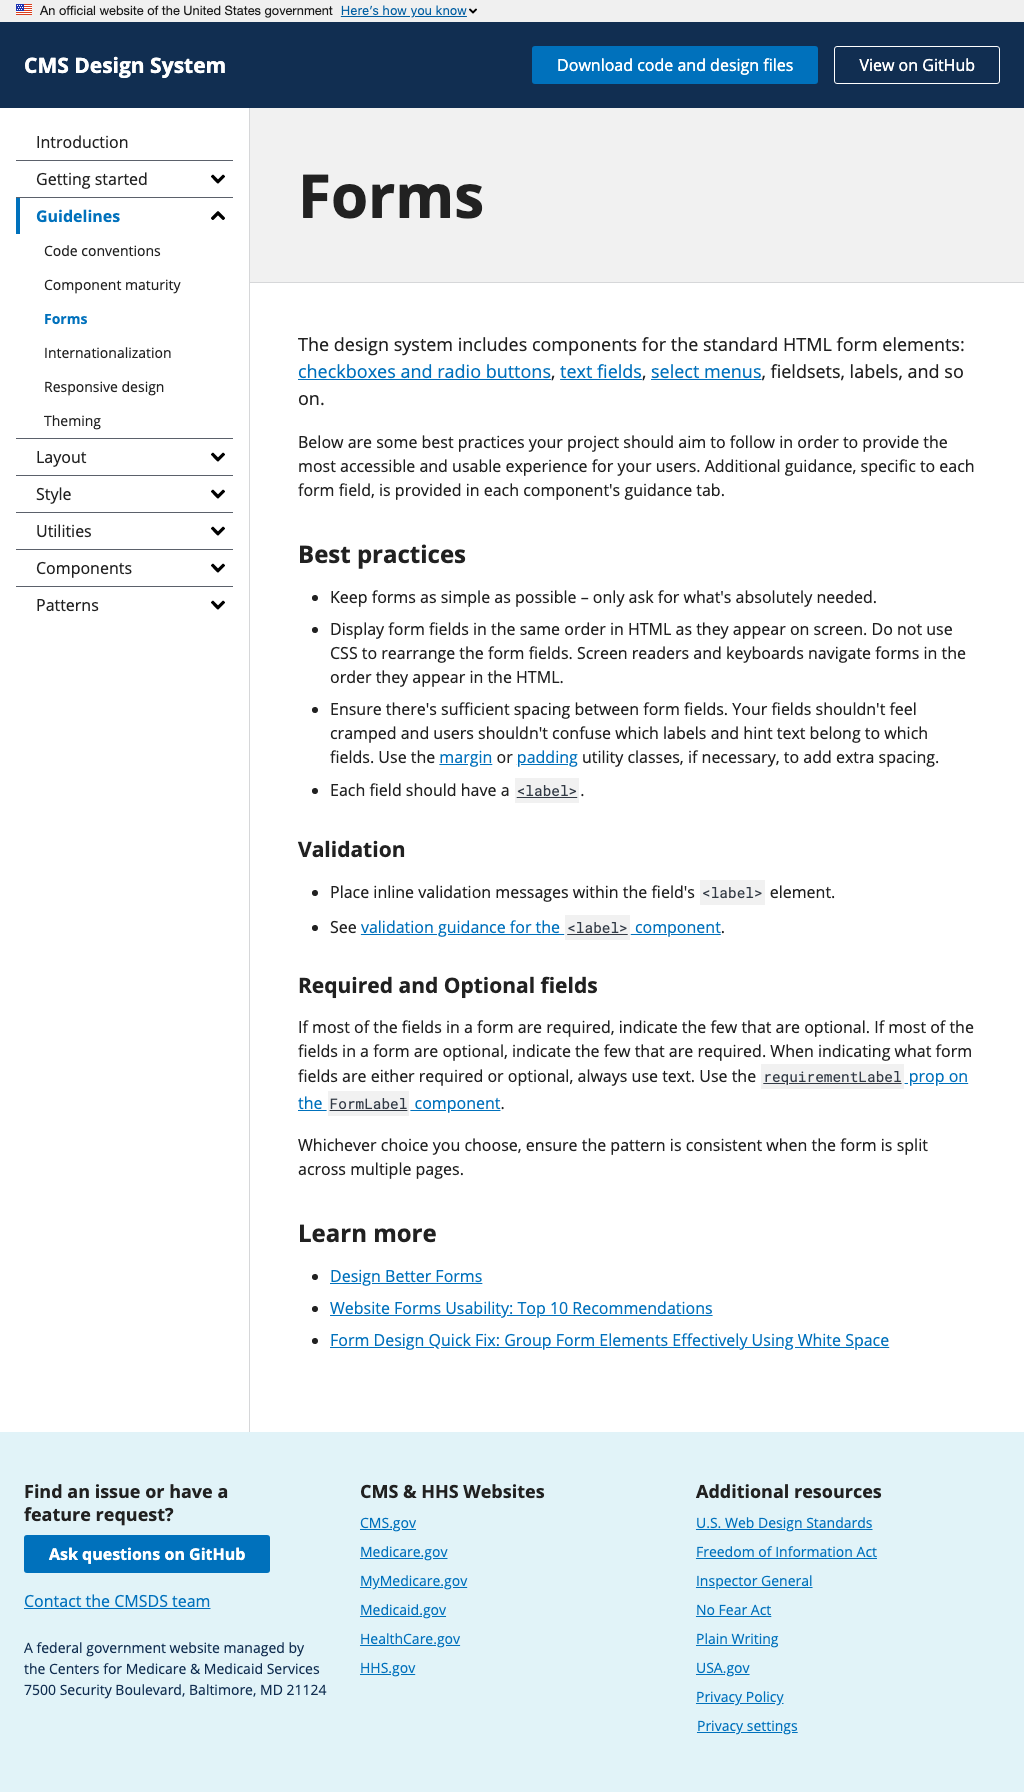 An official website of the United States government Here's how you know
CMS Design System
Download code and design files
View on GitHub
Introduction
Getting started
Guidelines
Code conventions
Component maturity
Forms
Internationalization
Responsive design
Theming
Layout
Style
Utilities
Components
Patterns
Forms
The design system includes components for the standard HTML form elements:
checkboxes and radio buttons, text fields, select menus, fieldsets, labels, and so
on.
Below are some best practices your project should aim to follow in order to provide the
most accessible and usable experience for your users. Additional guidance, specific to each
form field, is provided in each component's guidance tab.
Best practices
• Keep forms as simple as possible – only ask for what's absolutely needed.
• Display form fields in the same order in HTML as they appear on screen. Do not use
CSS to rearrange the form fields. Screen readers and keyboards navigate forms in the
order they appear in the HTML.
• Ensure there's sufficient spacing between form fields. Your fields shouldn't feel
cramped and users shouldn't confuse which labels and hint text belong to which
fields. Use the margin or padding utility classes, if necessary, to add extra spacing.
• Each field should have a <label>.
Validation
• Place inline validation messages within the field's <label> element.
• See validation guidance for the <label> component.
Required and Optional fields
If most of the fields in a form are required, indicate the few that are optional. If most of the
fields in a form are optional, indicate the few that are required. When indicating what form
fields are either required or optional, always use text. Use the requirementLabel prop on
the FormLabel component.
Whichever choice you choose, ensure the pattern is consistent when the form is split
across multiple pages.
Learn more
• Design Better Forms
• Website Forms Usability: Top 10 Recommendations
• Form Design Quick Fix: Group Form Elements Effectively Using White Space
Find an issue or have a
feature request?
Ask questions on GitHub
Contact the CMSDS team
A federal government website managed by
the Centers for Medicare & Medicaid Services
7500 Security Boulevard, Baltimore, MD 21124
CMS & HHS Websites
CMS.gov
Medicare.gov
MyMedicare.gov
Medicaid.gov
HealthCare.gov
HHS.gov
Additional resources
U.S. Web Design Standards
Freedom of Information Act
Inspector General
No Fear Act
Plain Writing
USA.gov
Privacy Policy
Privacy settings